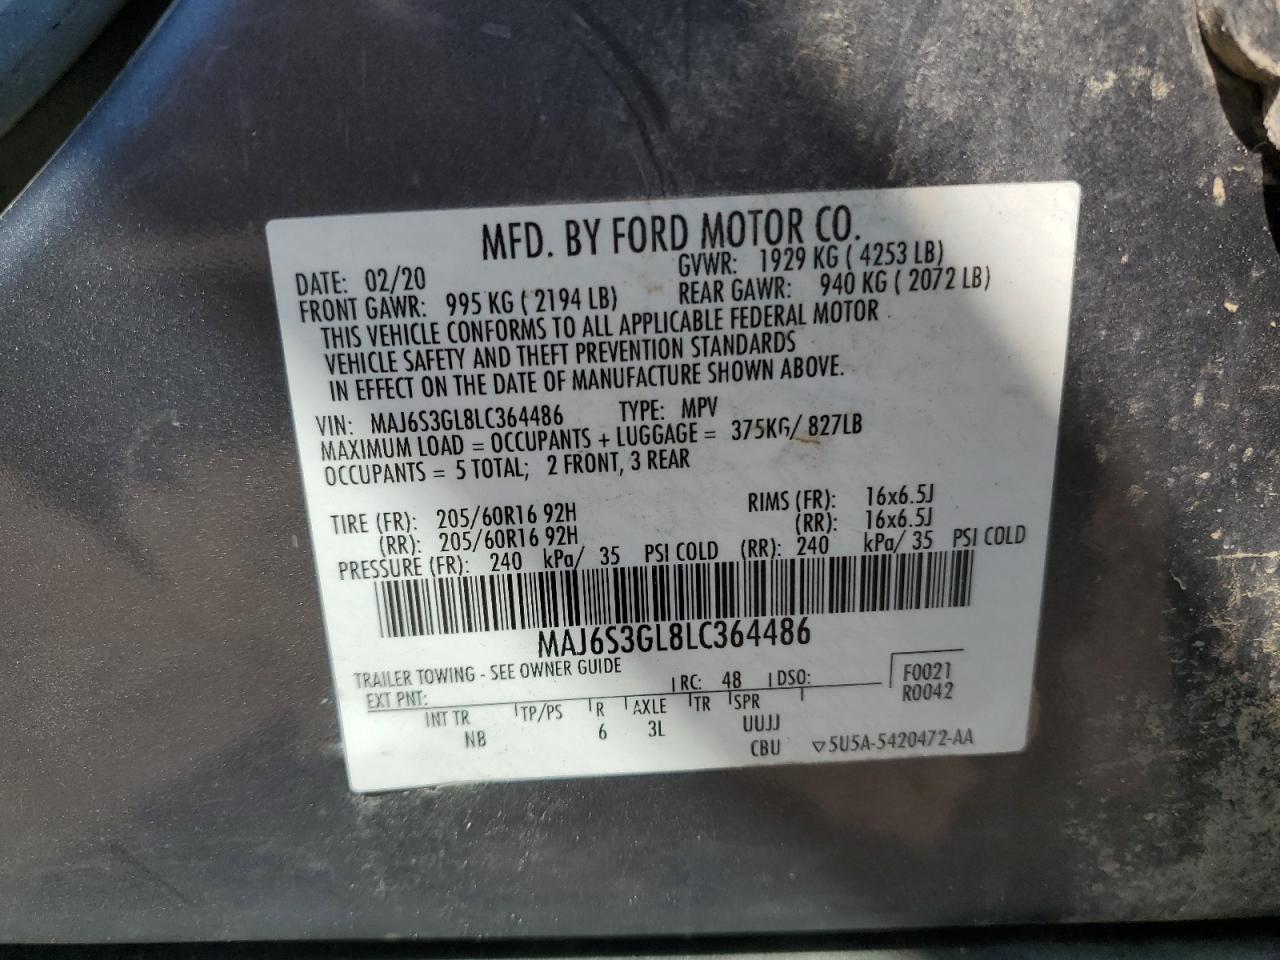 MFD. BY FORD MOTOR CO.
DATE: 02/20 GVWR: 1929 KG ( 4253 LB)
FRONT GAWR: 995 KG ( 2194 LB) REAR GAWR: 940 KG ( 2072 LB)
THIS VEHICLE CONFORMS TO ALL APPLICABLE FEDERAL MOTOR
VEHICLE SAFETY AND THEFT PREVENTION STANDARDS
IN EFFECT ON THE DATE OF MANUFACTURE SHOWN ABOVE.
VIN: MAJ6S3GL8LC364486 TYPE: MPV
MAXIMUM LOAD = OCCUPANTS + LUGGAGE = 375KG/ 827LB
OCCUPANTS = 5 TOTAL; 2 FRONT, 3 REAR
TIRE (FR): 205/60R16 92H RIMS (FR): 16x6.5J
(RR): 205/60R16 92H (RR): 16x6.5J
PRESSURE (FR): 240 kPa/ 35 PSI COLD (RR): 240 kPa/ 35 PSI COLD
MAJ6S3GL8LC364486
TRAILER TOWING - SEE OWNER GUIDE
EXT PNT: RC: 48 DSO: F0021
R0042
INT TR TP/PS R AXLE TR SPR
NB 6 3L UUJJ
CBU ▽5U5A-5420472-AA